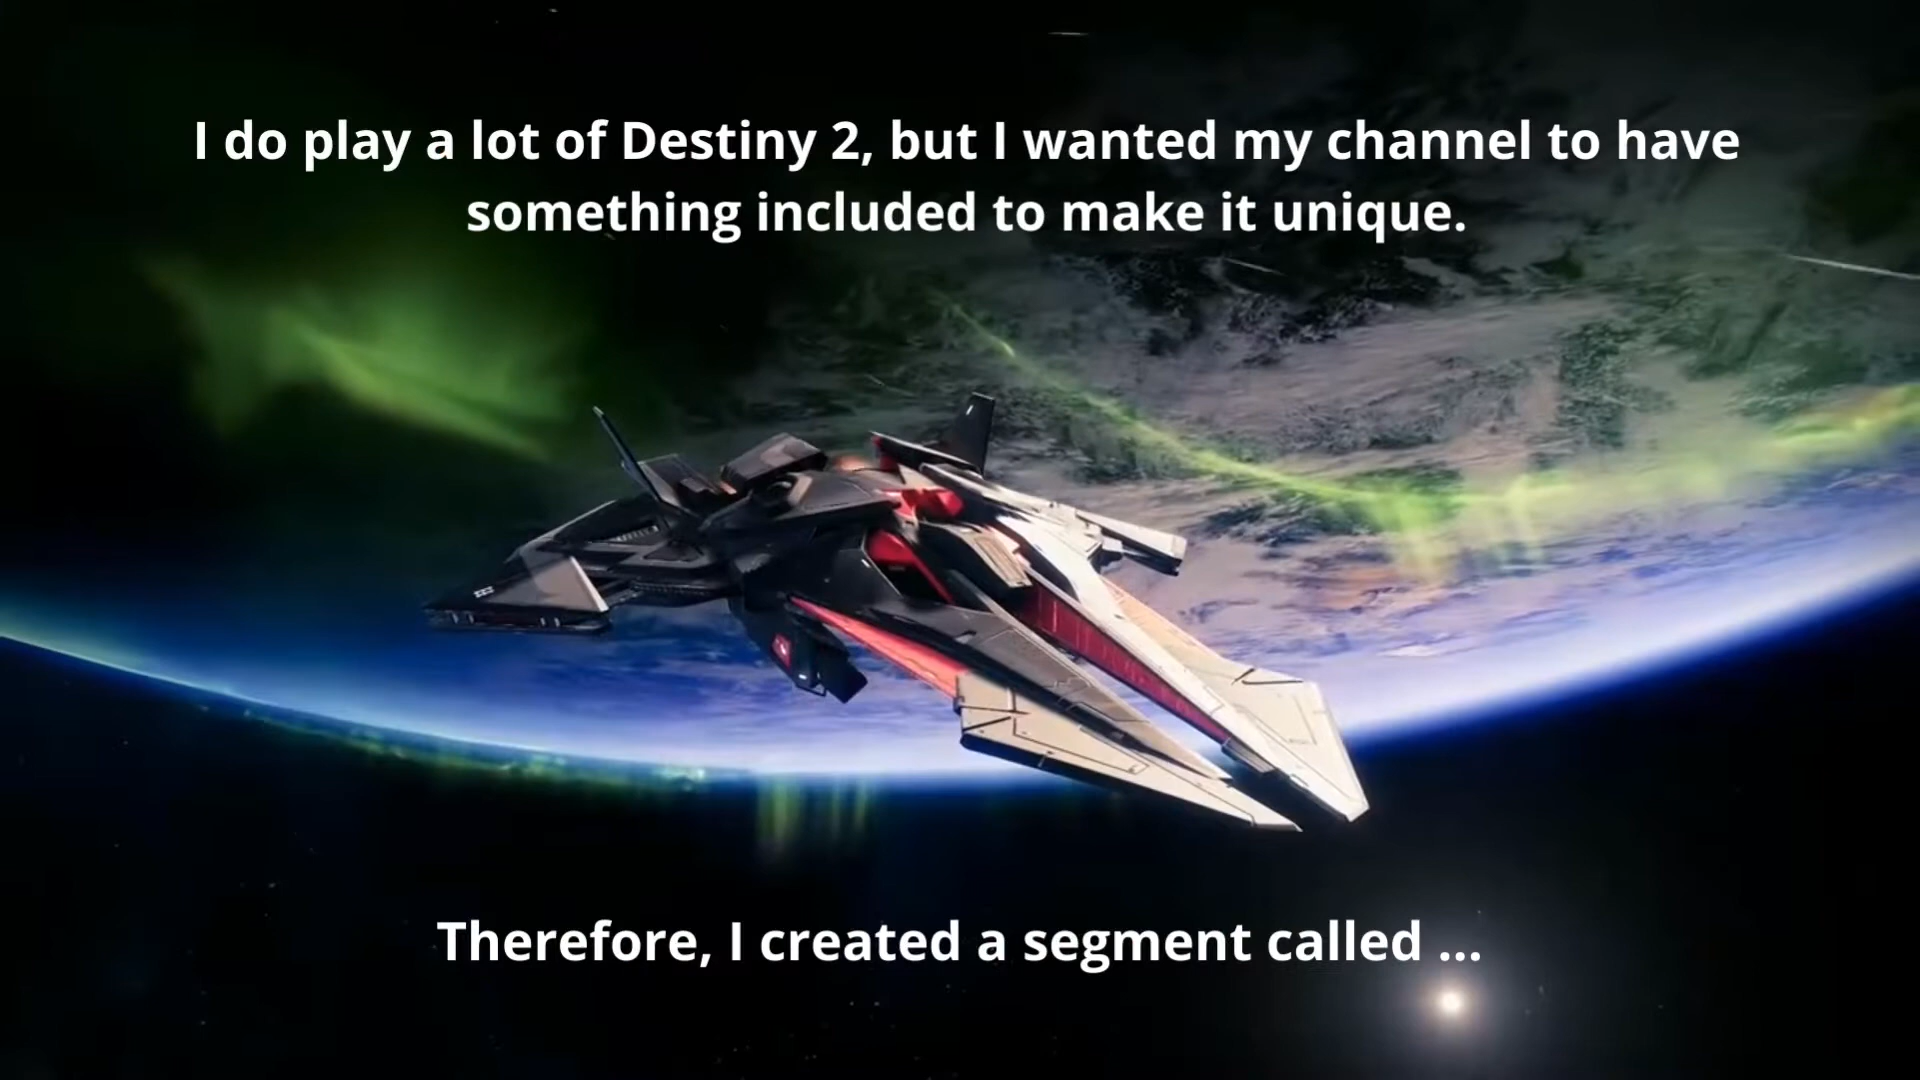 I do play a lot of Destiny 2, but I wanted my channel to have
something included to make it unique.
Therefore, I created a segment called ...